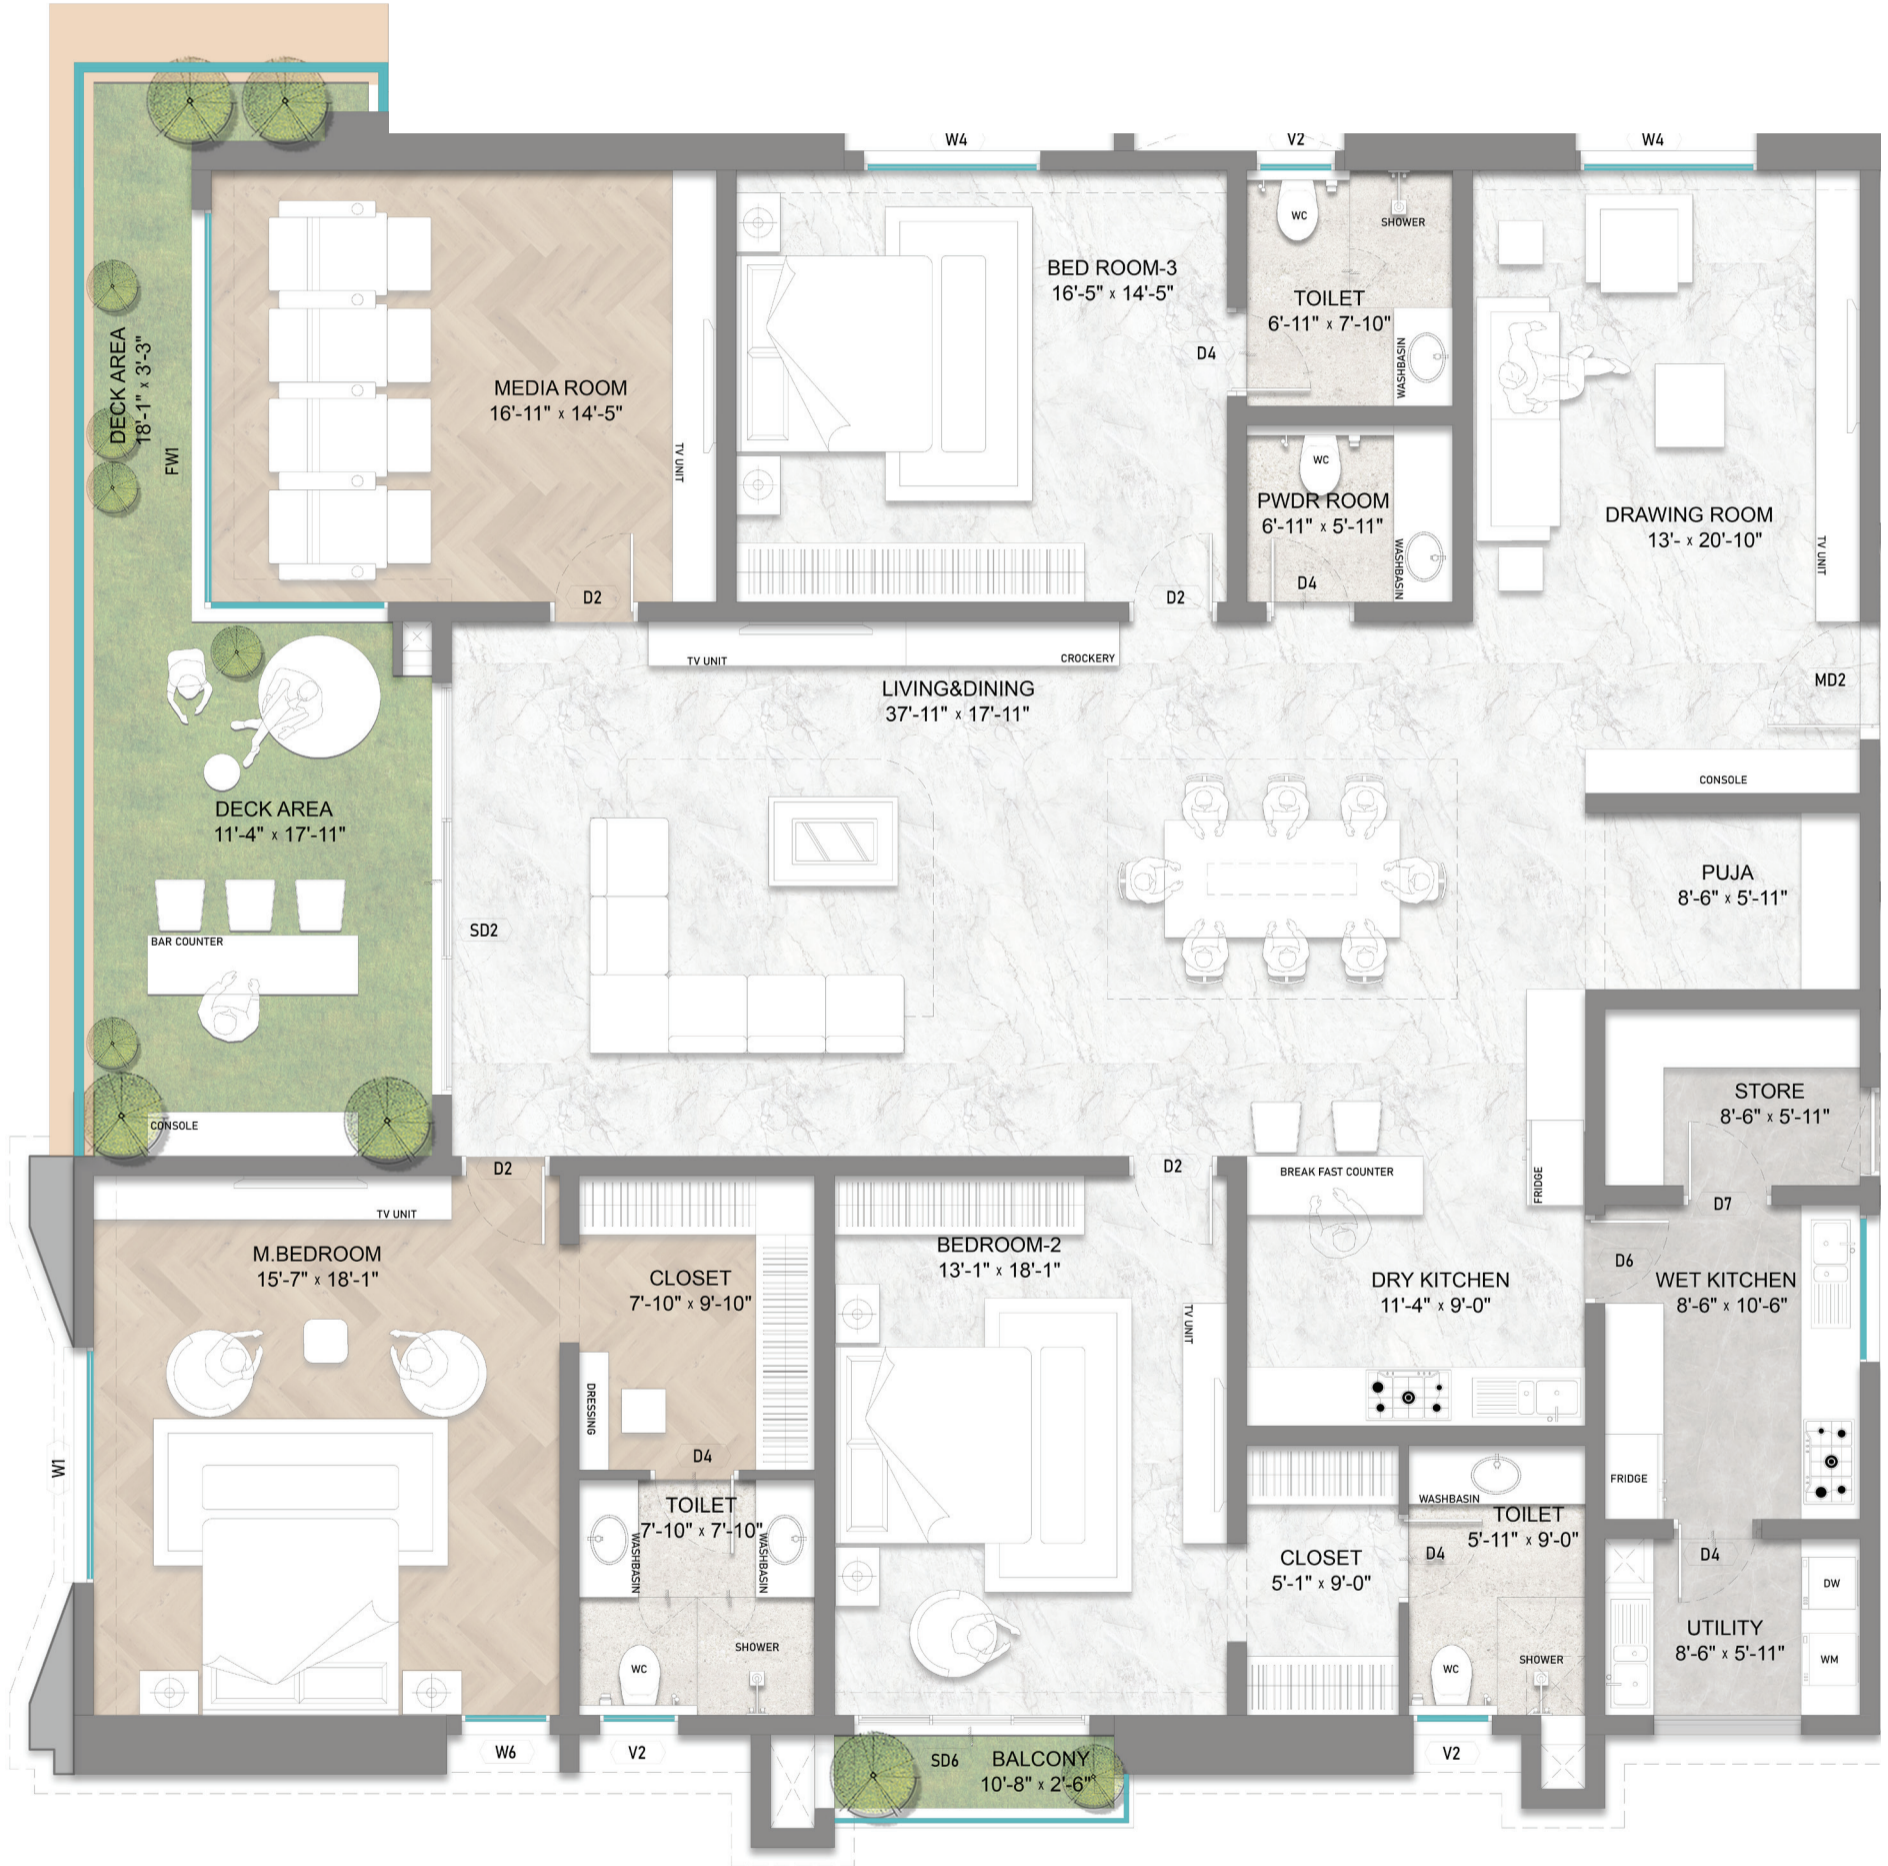 W4
V2
W4
WC
SHOWER
BED ROOM-3
16'-5" x 14'-5"
TOILET
6'-11" x 7'-10"
D4
WASHBASIN
DECK AREA
18'-1" x 3'-3"
FW1
MEDIA ROOM
16'-11" x 14'-5"
TV UNIT
WC
PWDR ROOM
6'-11" x 5'-11"
WASHBASIN
DRAWING ROOM
13'- x 20'-10"
TV UNIT
D2
D2
D4
TV UNIT
CROCKERY
LIVING&DINING
37'-11" x 17'-11"
MD2
CONSOLE
DECK AREA
11'-4" x 17'-11"
PUJA
8'-6" x 5'-11"
BAR COUNTER
SD2
STORE
8'-6" x 5'-11"
CONSOLE
D2
D2
BREAK FAST COUNTER
FRIDGE
D7
TV UNIT
M.BEDROOM
15'-7" x 18'-1"
CLOSET
7'-10" x 9'-10"
BEDROOM-2
13'-1" x 18'-1"
TV UNIT
DRY KITCHEN
11'-4" x 9'-0"
D6
WET KITCHEN
8'-6" x 10'-6"
DRESSING
D4
W1
FRIDGE
TOILET
7'-10" x 7'-10"
WASHBASIN
WASHBASIN
WASHBASIN
TOILET
5'-11" x 9'-0"
D4
CLOSET
5'-1" x 9'-0"
D4
DW
UTILITY
8'-6" x 5'-11"
WM
WC
SHOWER
WC
SHOWER
W6
V2
SD6
BALCONY
10'-8" x 2'-6"
V2